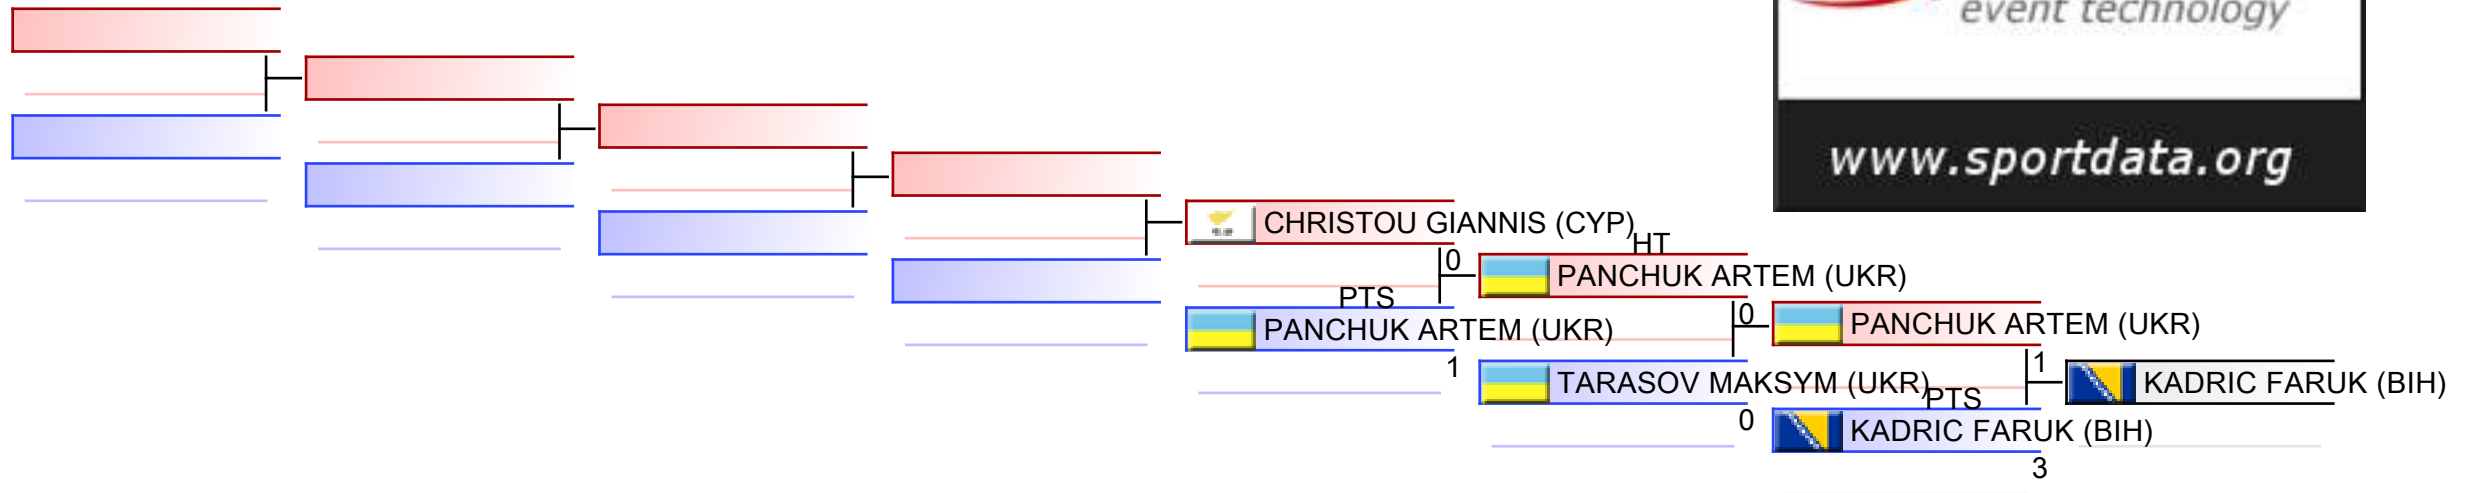 event technology
www.sportdata.org
CHRISTOU GIANNIS (CYP)
HT
0
PANCHUK ARTEM (UKR)
PTS
PANCHUK ARTEM (UKR)
1
0
PANCHUK ARTEM (UKR)
TARASOV MAKSYM (UKR)
0
1
KADRIC FARUK (BIH)
PTS
KADRIC FARUK (BIH)
3